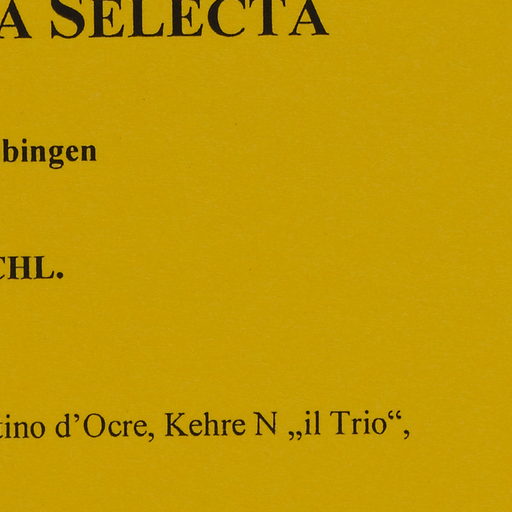 A SELECTA
bingen
CHL.
tino d’Ocre, Kehre N „il Trio“,